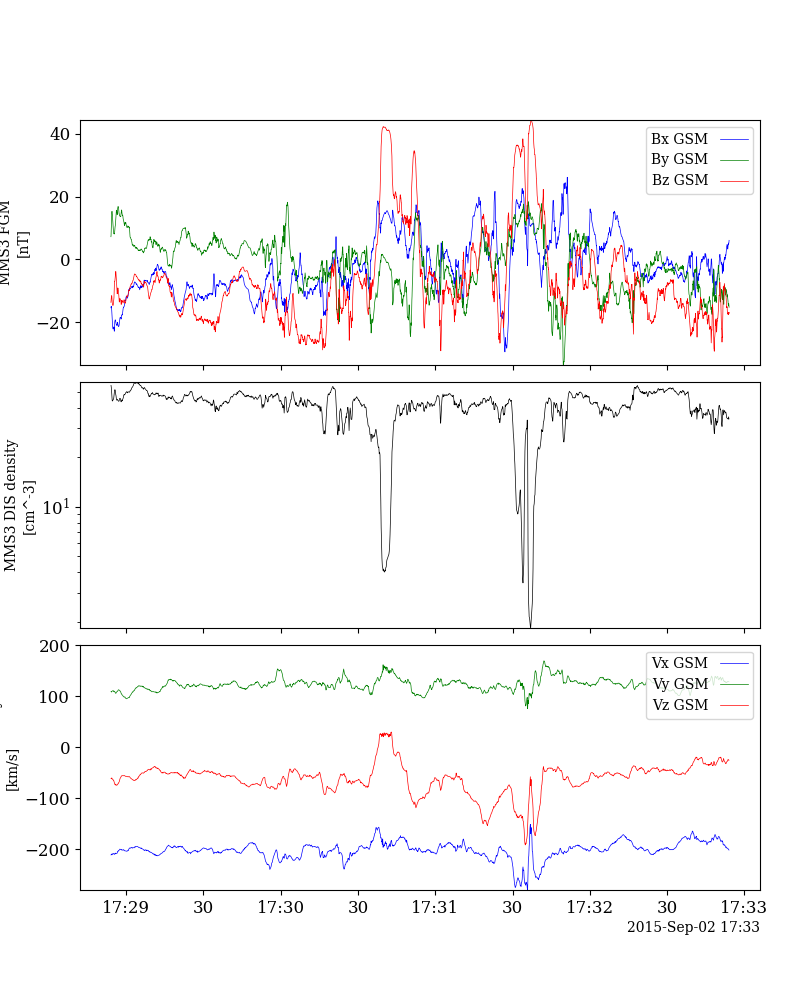 40
20
0
−20
MMS3 FGM
[nT]
Bx GSM
By GSM
Bz GSM
10^1
MMS3 DIS density
[cm^-3]
200
100
0
−100
−200
[km/s]
Vx GSM
Vy GSM
Vz GSM
17:29 30 17:30 30 17:31 30 17:32 30 17:33
2015-Sep-02 17:33